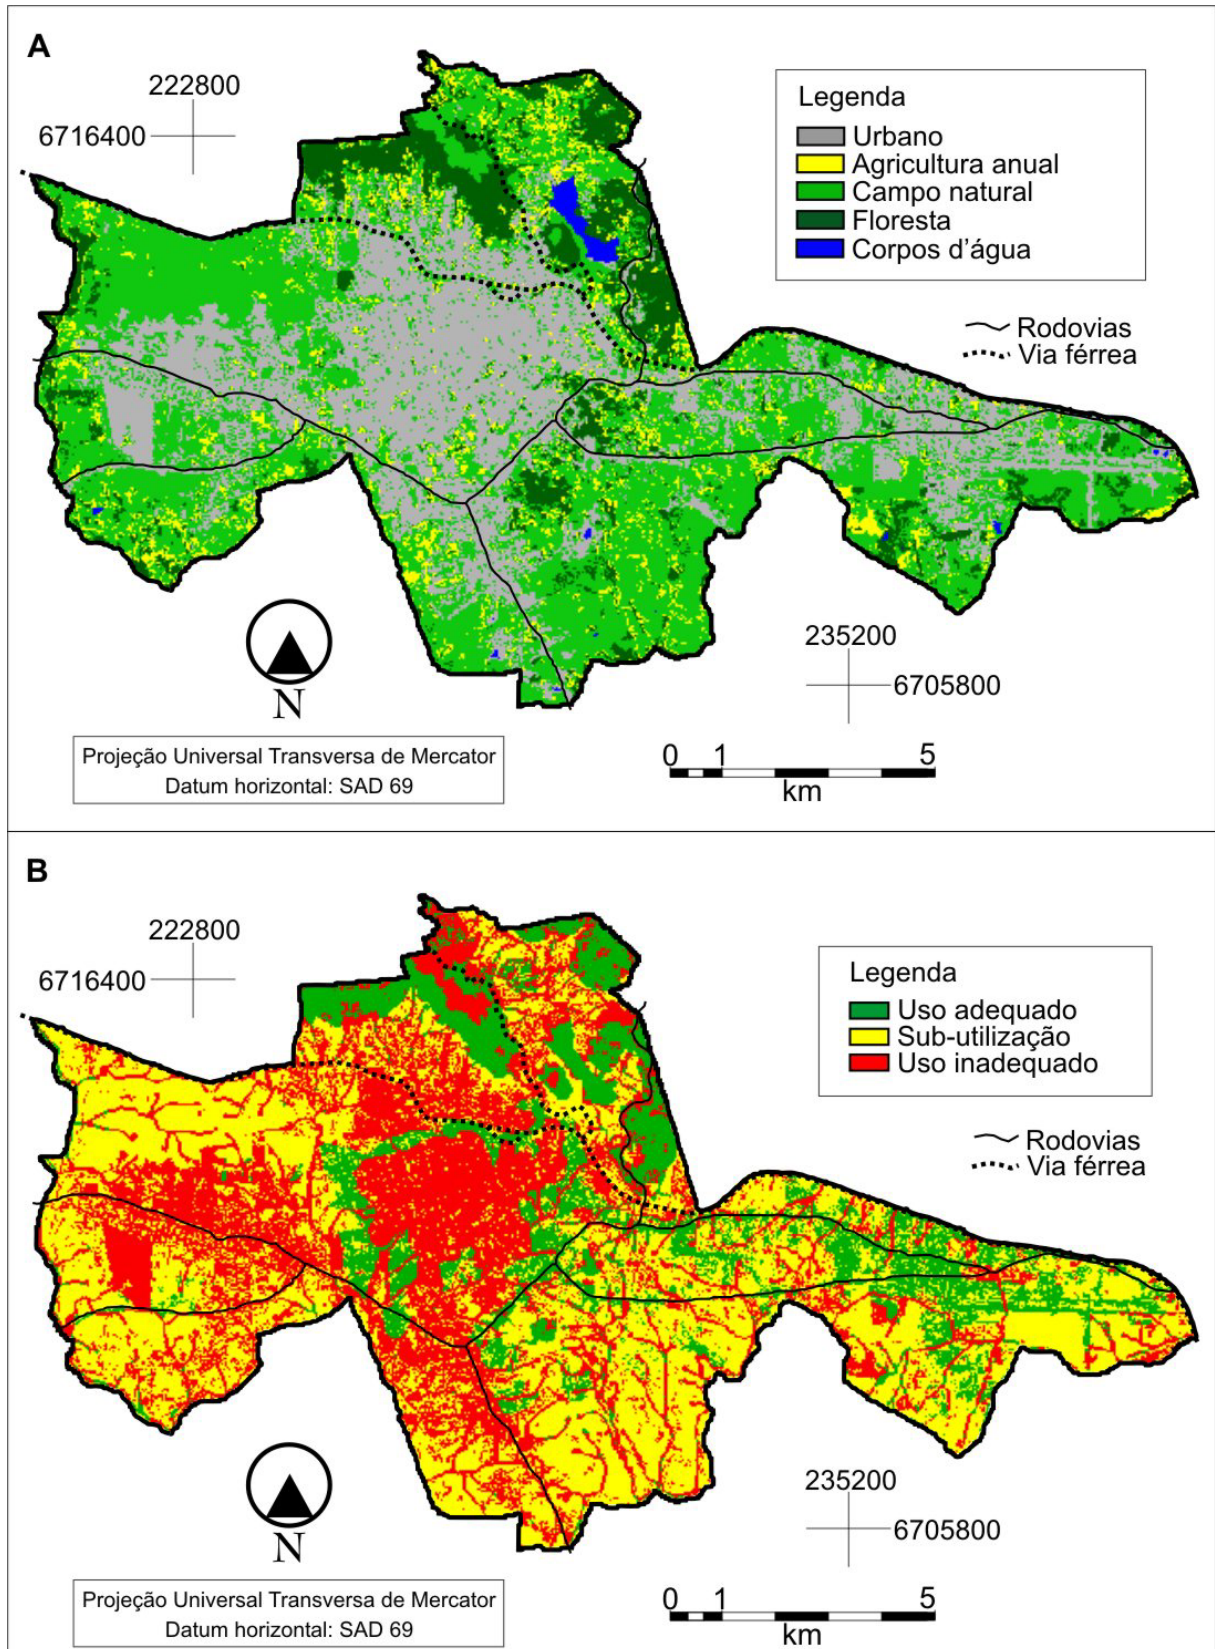 A
222800
6716400
Legenda
Urbano
Agricultura anual
Campo natural
Floresta
Corpos d'água
Rodovias
Via férrea
N
235200
6705800
Projeção Universal Transversa de Mercator
Datum horizontal: SAD 69
0 1 5
km
B
222800
6716400
Legenda
Uso adequado
Sub-utilização
Uso inadequado
Rodovias
Via férrea
N
235200
6705800
Projeção Universal Transversa de Mercator
Datum horizontal: SAD 69
0 1 5
km